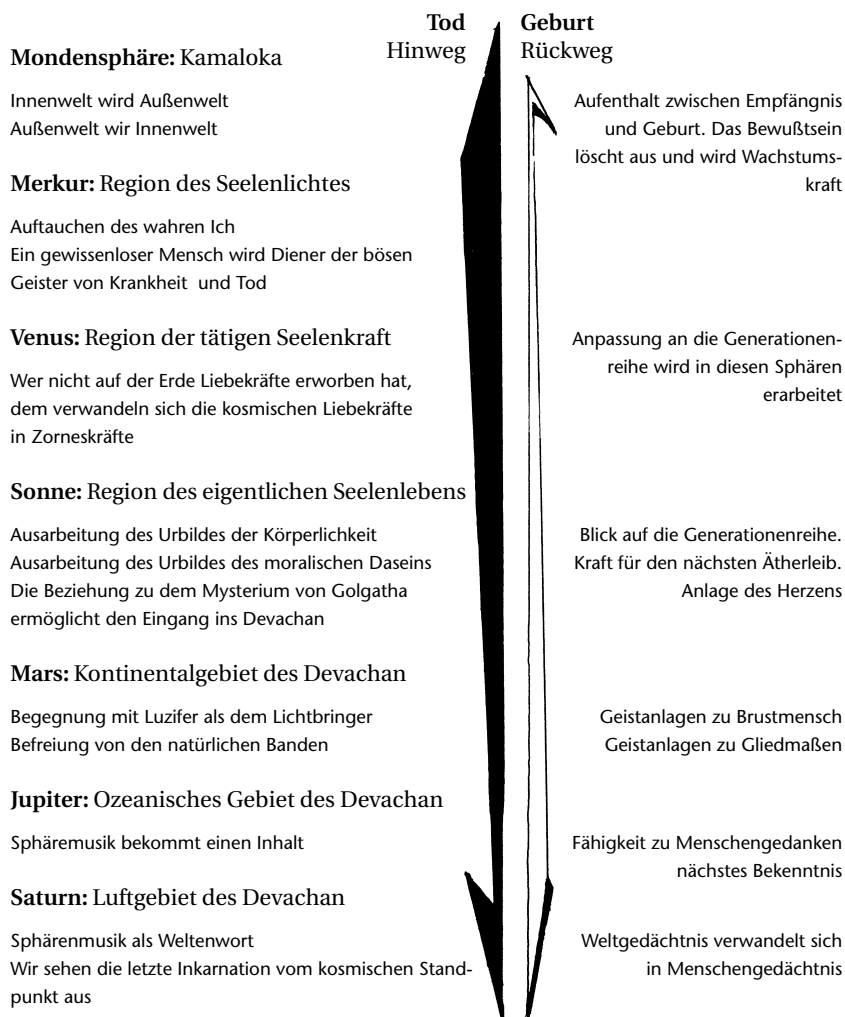 Tod
Hinweg
Geburt
Rückweg
Mondensphäre: Kamaloka
Innenwelt wird Außenwelt
Außenwelt wir Innenwelt
Aufenthalt zwischen Empfängnis
und Geburt. Das Bewußtsein
löscht aus und wird Wachstums-
kraft
Merkur: Region des Seelenlichtes
Auftauchen des wahren Ich
Ein gewissenloser Mensch wird Diener der bösen
Geister von Krankheit und Tod
Venus: Region der tätigen Seelenkraft
Wer nicht auf der Erde Liebekräfte erworben hat,
dem verwandeln sich die kosmischen Liebekräfte
in Zorneskräfte
Anpassung an die Generationen-
reihe wird in diesen Sphären
erarbeitet
Sonne: Region des eigentlichen Seelenlebens
Ausarbeitung des Urbildes der Körperlichkeit
Ausarbeitung des Urbildes des moralischen Daseins
Die Beziehung zu dem Mysterium von Golgatha
ermöglicht den Eingang ins Devachan
Blick auf die Generationenreihe.
Kraft für den nächsten Ätherleib.
Anlage des Herzens
Mars: Kontinentalgebiet des Devachan
Begegnung mit Luzifer als dem Lichtbringer
Befreiung von den natürlichen Banden
Geistanlagen zu Brustmensch
Geistanlagen zu Gliedmaßen
Jupiter: Ozeanisches Gebiet des Devachan
Sphäremusik bekommt einen Inhalt
Fähigkeit zu Menschengedanken
nächstes Bekenntnis
Saturn: Luftgebiet des Devachan
Sphärenmusik als Weltenwort
Wir sehen die letzte Inkarnation vom kosmischen Stand-
punkt aus
Weltgedächtnis verwandelt sich
in Menschengedächtnis